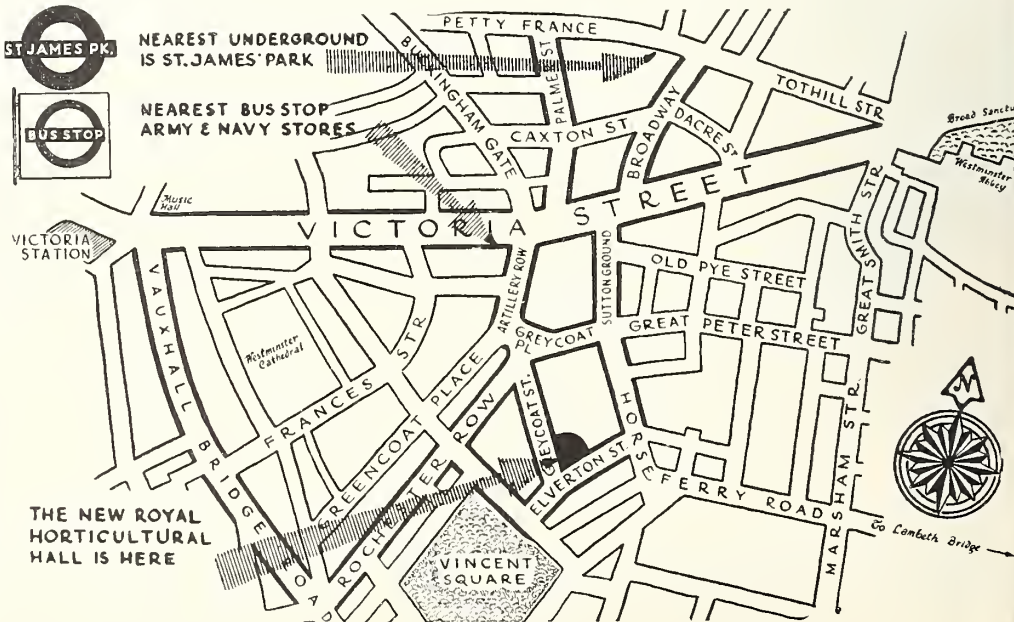 ST JAMES PK.
NEAREST UNDERGROUND
IS ST. JAMES' PARK
BUS STOP
NEAREST BUS STOP
ARMY & NAVY STORES
PETTY FRANCE
BUCKINGHAM GATE
PALMER ST
TOTHILL STR
CAXTON ST
BROADWAY
DACRE ST
Broad Sanctu
Westminster
Abbey
Music
Hall
VICTORIA STREET
VICTORIA
STATION
GREAT SMITH STR
ARTILLERY ROW
SUTTON GROUND
OLD PYE STREET
VAUXHALL BRIDGE ROAD
Westminster
Cathedral
FRANCES STR
GREYCOAT
PL
GREAT PETER STREET
GREENCOAT PLACE
ROCHESTER ROW
GREYCOAT ST.
HORSEFERRY ROAD
ELVERTON ST.
MARSHAM STR.
N
THE NEW ROYAL
HORTICULTURAL
HALL IS HERE
VINCENT
SQUARE
To Lambeth Bridge